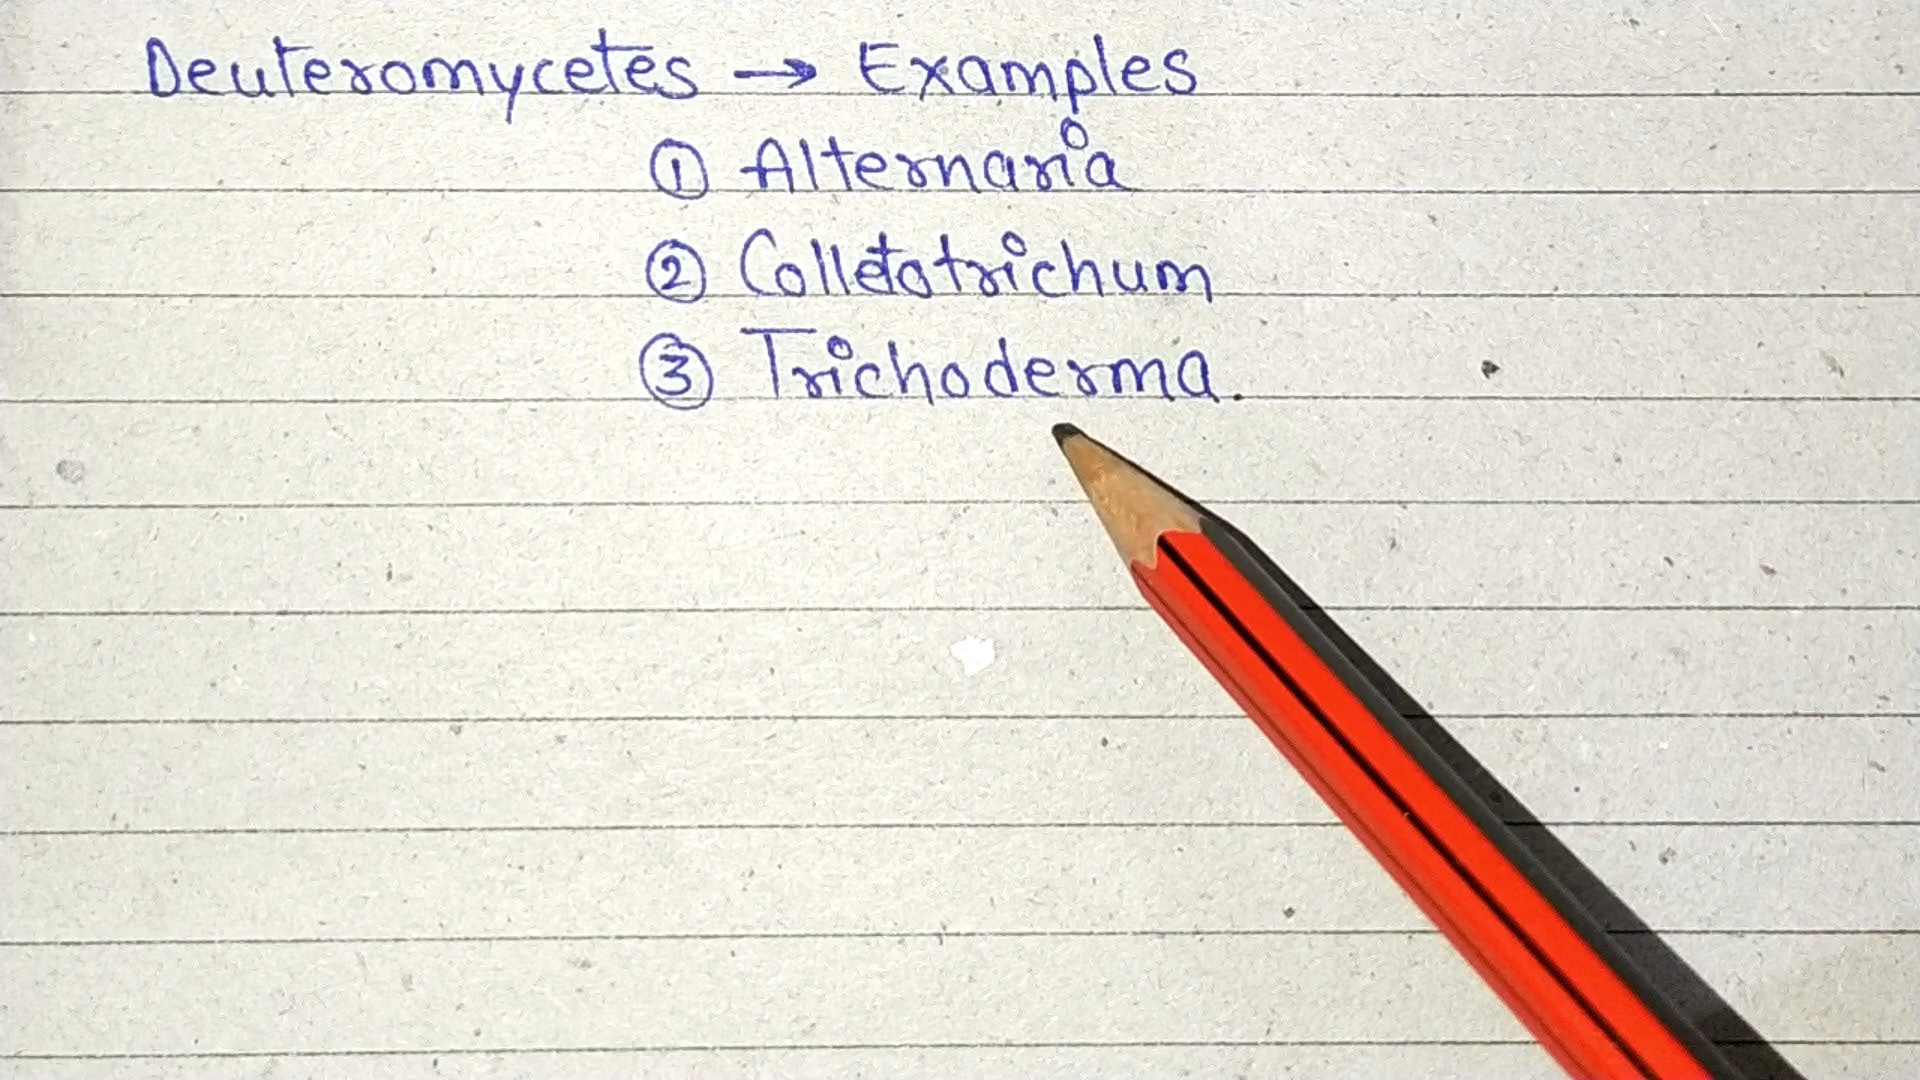 Deuteromycetes → Examples
① Alternaria
② Colletotrichum
③ Trichoderma.